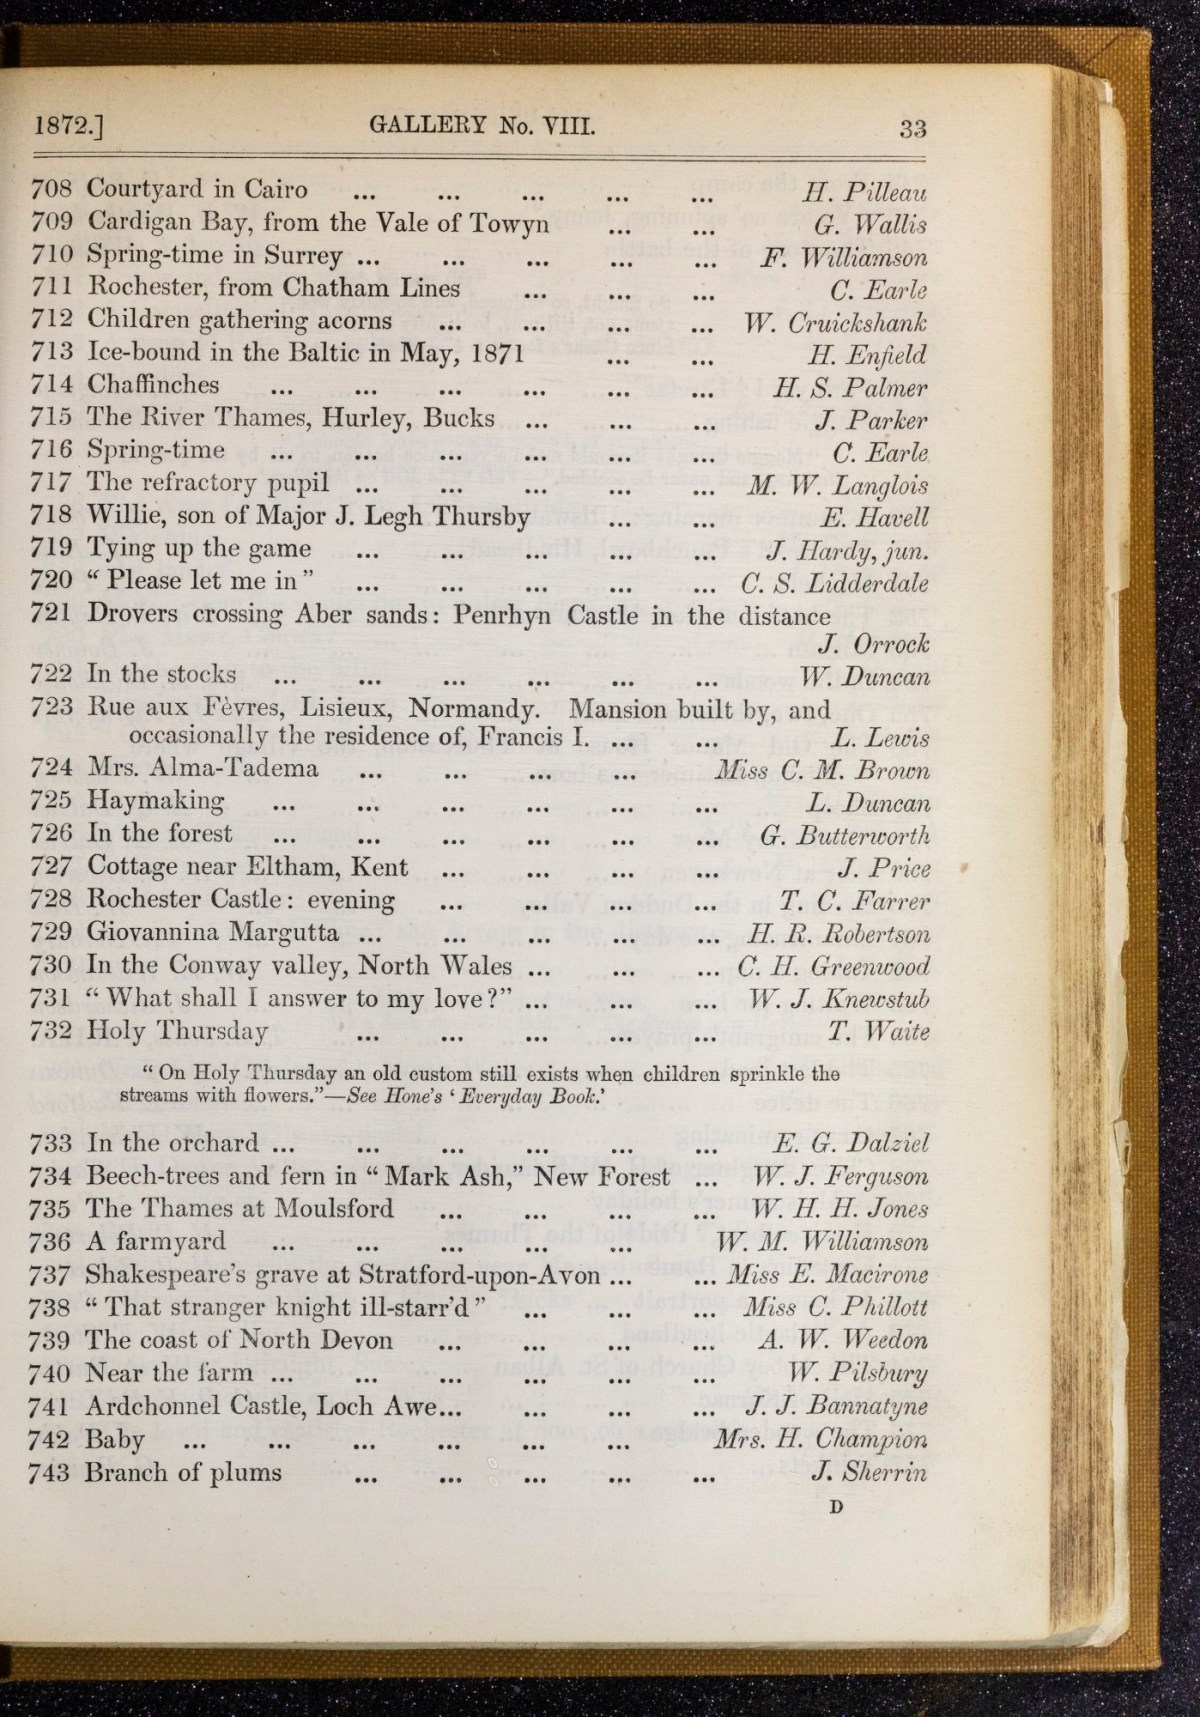 1872.] GALLERY No. VIII. 33
708 Courtyard in Cairo ... ... ... ... ... H. Pilleau
709 Cardigan Bay, from the Vale of Towyn ... ... G. Wallis
710 Spring-time in Surrey ... ... ... ... ... F. Williamson
711 Rochester, from Chatham Lines ... ... ... C. Earle
712 Children gathering acorns ... ... ... ... W. Cruickshank
713 Ice-bound in the Baltic in May, 1871 ... ... H. Enfield
714 Chaffinches ... ... ... ... ... ... H. S. Palmer
715 The River Thames, Hurley, Bucks ... ... ... J. Parker
716 Spring-time ... ... ... ... ... ... C. Earle
717 The refractory pupil ... ... ... ... ... M. W. Langlois
718 Willie, son of Major J. Legh Thursby ... ... E. Havell
719 Tying up the game ... ... ... ... ... J. Hardy, jun.
720 “Please let me in” ... ... ... ... ... C. S. Lidderdale
721 Drovers crossing Aber sands: Penrhyn Castle in the distance
J. Orrock
722 In the stocks ... ... ... ... ... ... W. Duncan
723 Rue aux Fèvres, Lisieux, Normandy. Mansion built by, and
occasionally the residence of, Francis I. ... ... L. Lewis
724 Mrs. Alma-Tadema ... ... ... ... Miss C. M. Brown
725 Haymaking ... ... ... ... ... ... L. Duncan
726 In the forest ... ... ... ... ... ... G. Butterworth
727 Cottage near Eltham, Kent ... ... ... ... J. Price
728 Rochester Castle: evening ... ... ... ... T. C. Farrer
729 Giovannina Margutta ... ... ... ... ... H. R. Robertson
730 In the Conway valley, North Wales ... ... ... C. H. Greenwood
731 “What shall I answer to my love?” ... ... ... W. J. Knewstub
732 Holy Thursday ... ... ... ... ... T. Waite
“On Holy Thursday an old custom still exists when children sprinkle the
streams with flowers.”—See Hone's ‘Everyday Book.’
733 In the orchard ... ... ... ... ... ... E. G. Dalziel
734 Beech-trees and fern in “Mark Ash,” New Forest ... W. J. Ferguson
735 The Thames at Moulsford ... ... ... ... W. H. H. Jones
736 A farmyard ... ... ... ... ... W. M. Williamson
737 Shakespeare's grave at Stratford-upon-Avon ... ... Miss E. Macirone
738 “That stranger knight ill-starr'd” ... ... ... Miss C. Phillott
739 The coast of North Devon ... ... ... ... A. W. Weedon
740 Near the farm ... ... ... ... ... ... W. Pilsbury
741 Ardchonnel Castle, Loch Awe... ... ... ... J. J. Bannatyne
742 Baby ... ... ... ... ... ... Mrs. H. Champion
743 Branch of plums ... ... ... ... ... J. Sherrin
D